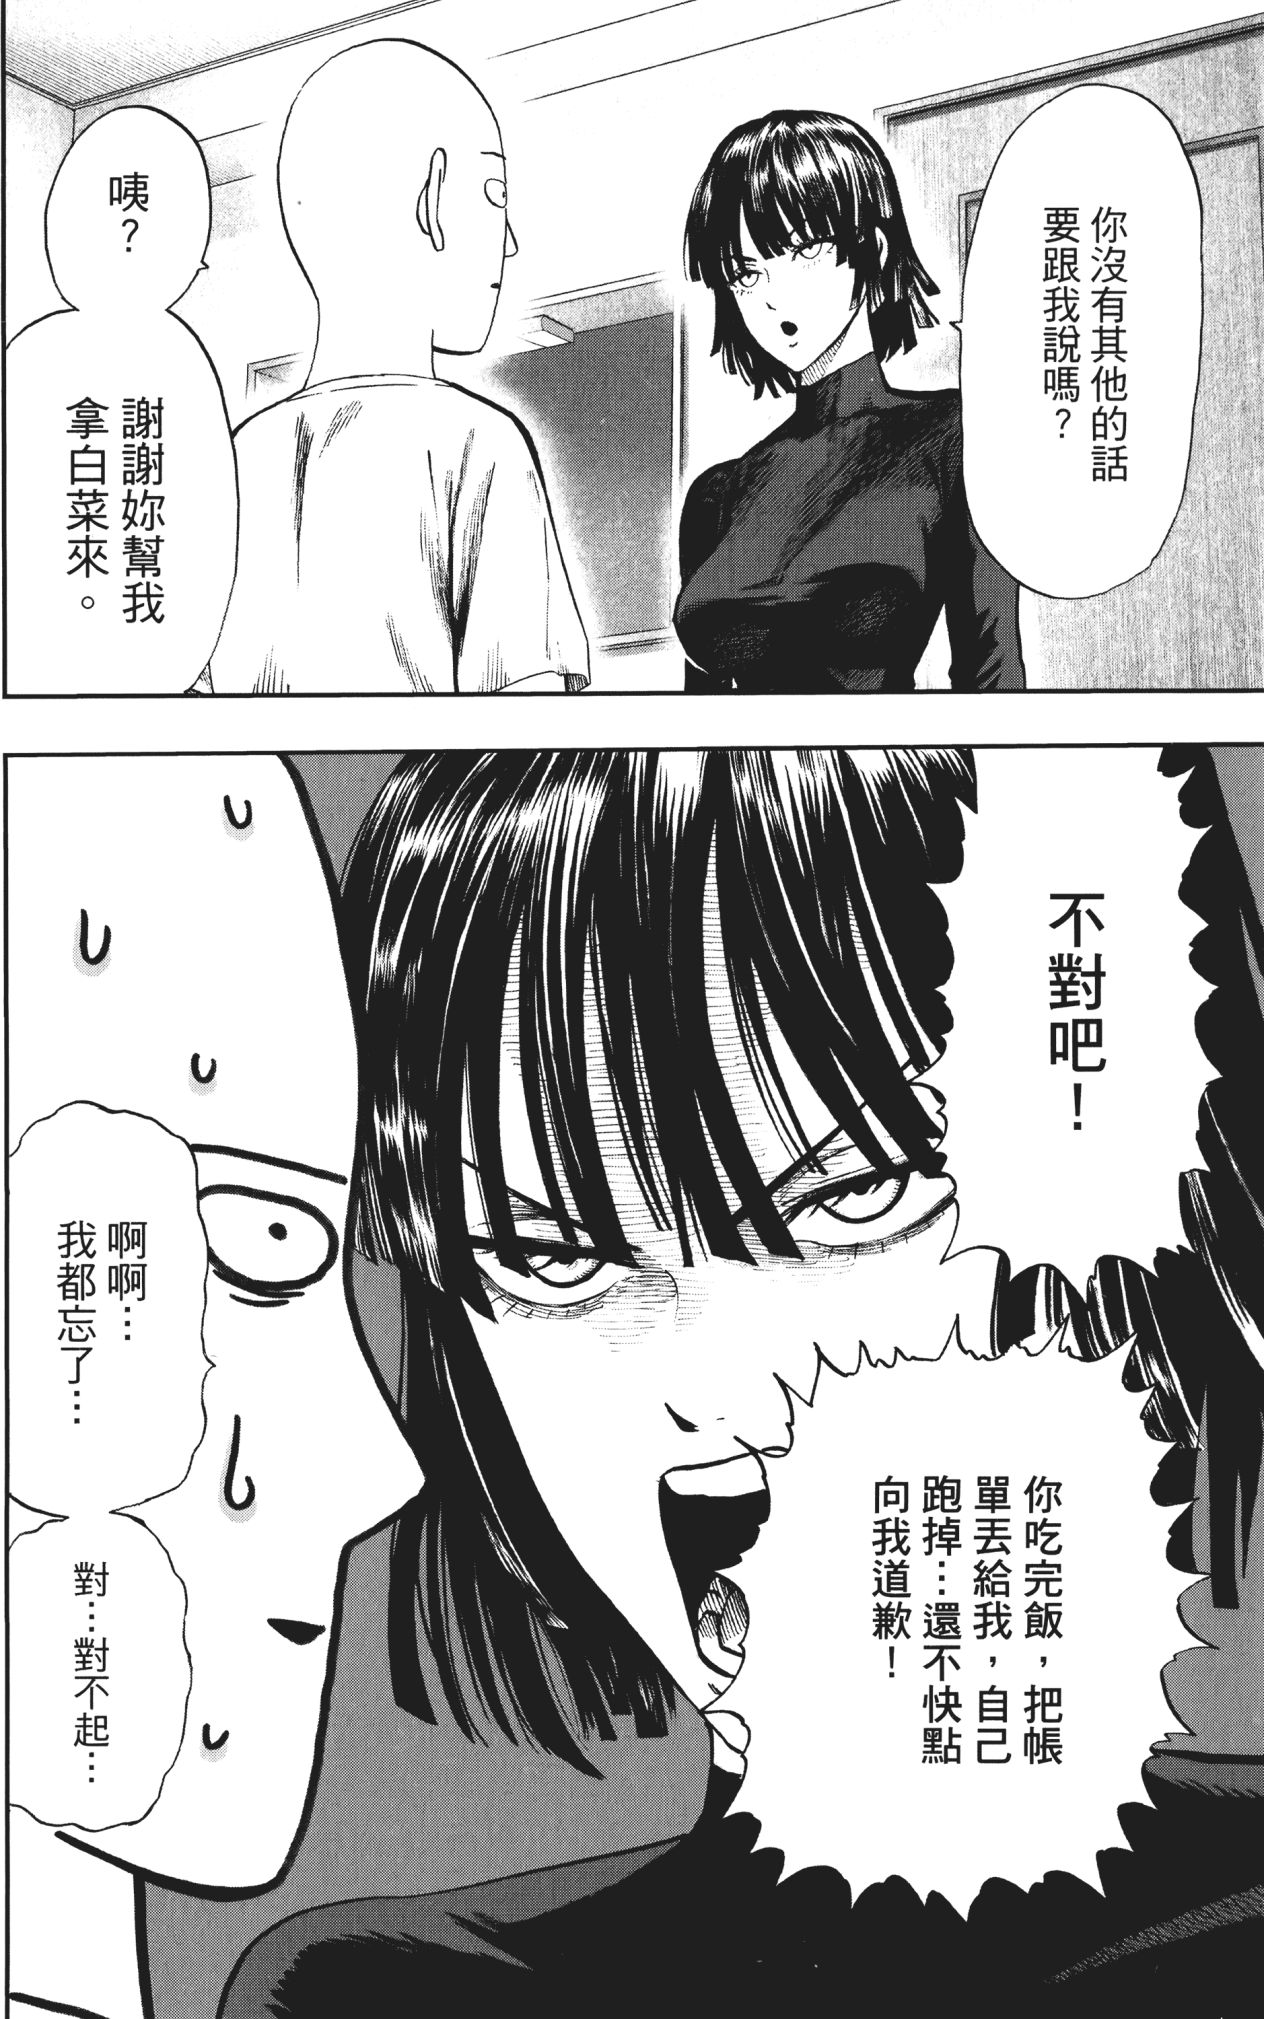 你沒有其他的話
要跟我說嗎？
咦？
謝謝妳幫我
拿白菜來。
不對吧！
你吃完飯，把帳
單丟給我，自己
跑掉…還不快點
向我道歉！
啊啊…
我都忘了…
對…對不起…